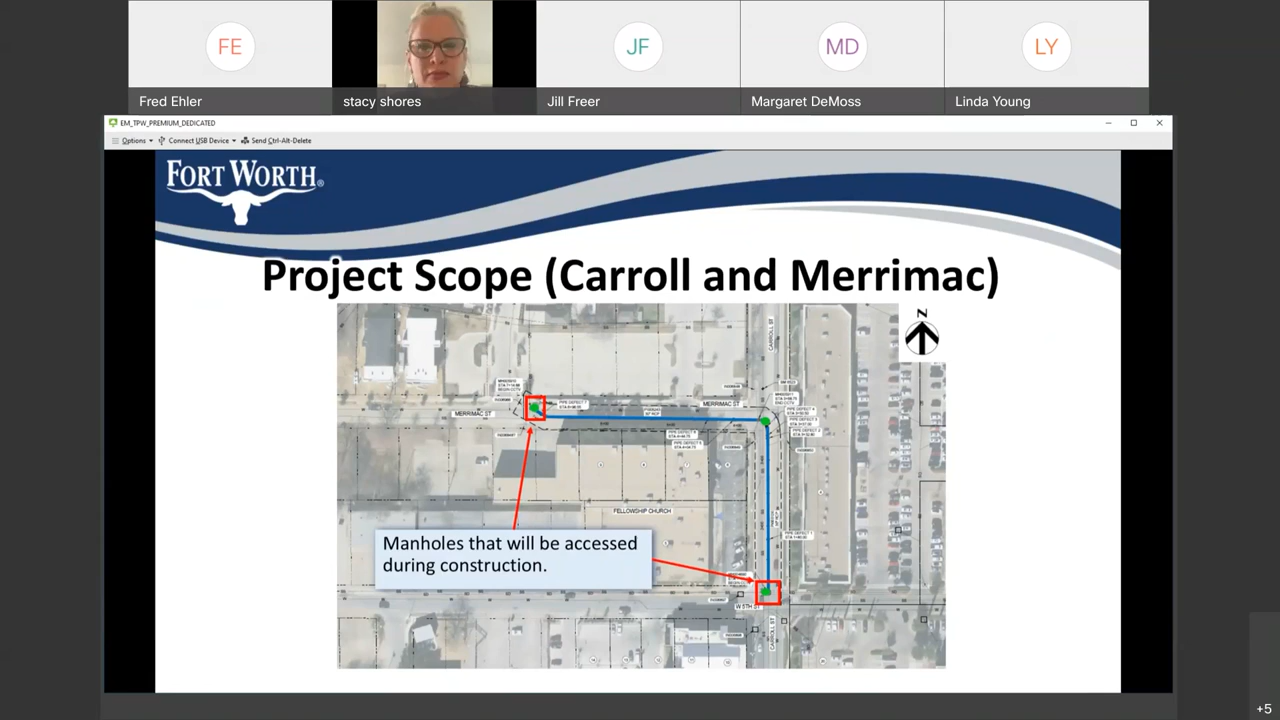 FE
JF
MD
LY
Fred Ehler
stacy shores
Jill Freer
Margaret DeMoss
Linda Young
EM_TPW_PREMIUM_DEDICATED
Options
Connect USB Device
Send Ctrl-Alt-Delete
FORT WORTH®
Project Scope (Carroll and Merrimac)
N
CARROLL ST
MERRIMAC ST
MERRIMAC ST
FELLOWSHIP CHURCH
Manholes that will be accessed
during construction.
W 5TH ST
CARROLL ST
+5